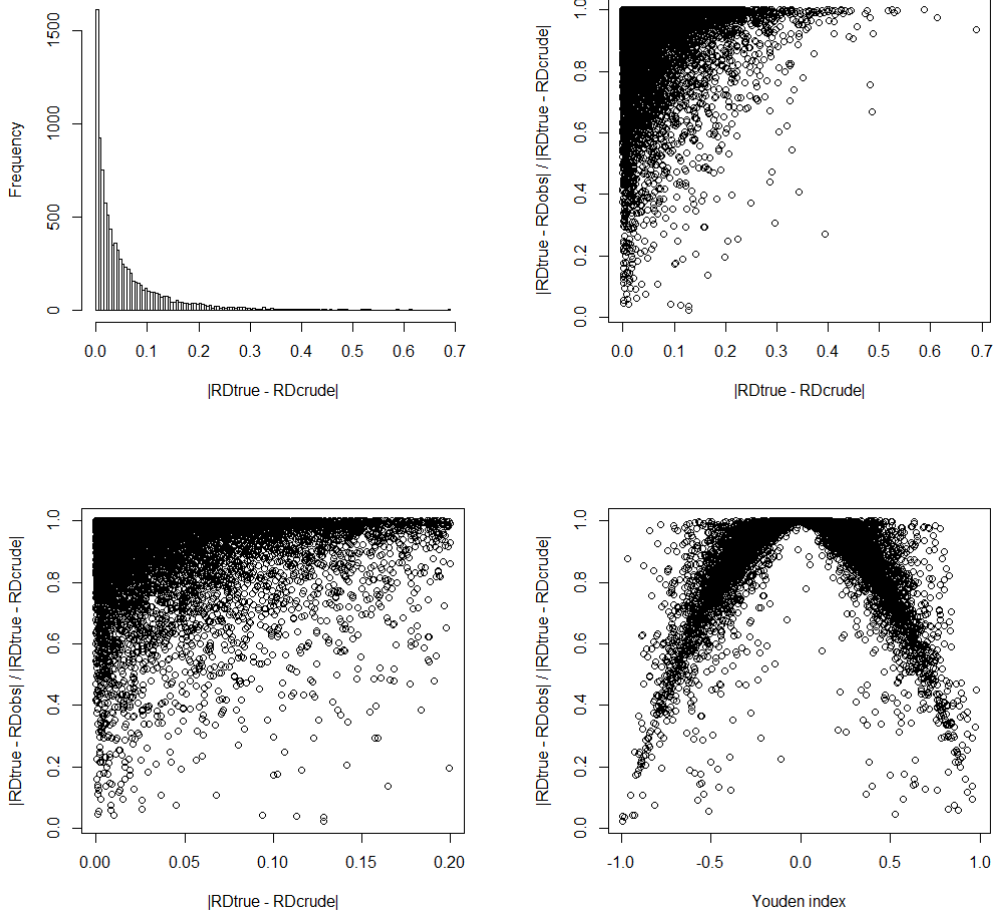 Frequency
0 500 1000 1500
0.0 0.1 0.2 0.3 0.4 0.5 0.6 0.7
|RDtrue - RDcrude|
|RDtrue - RDobs| / |RDtrue - RDcrude|
0.0 0.2 0.4 0.6 0.8 1.0
0.0 0.1 0.2 0.3 0.4 0.5 0.6 0.7
|RDtrue - RDcrude|
|RDtrue - RDobs| / |RDtrue - RDcrude|
0.0 0.2 0.4 0.6 0.8 1.0
0.00 0.05 0.10 0.15 0.20
|RDtrue - RDcrude|
|RDtrue - RDobs| / |RDtrue - RDcrude|
0.0 0.2 0.4 0.6 0.8 1.0
-1.0 -0.5 0.0 0.5 1.0
Youden index